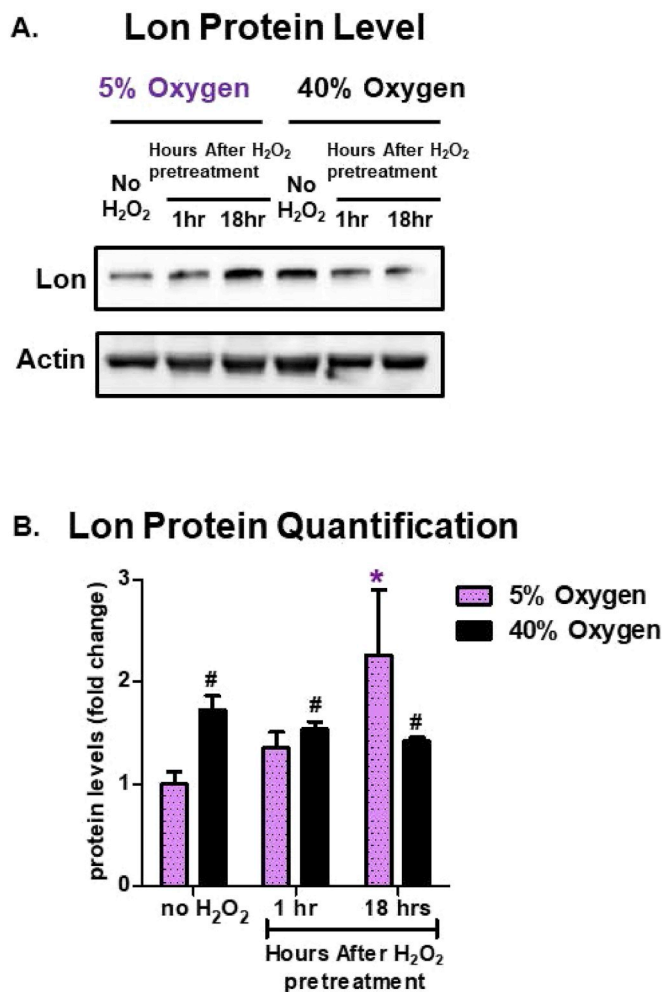 A. Lon Protein Level
5% Oxygen 40% Oxygen
Hours After H₂O₂ Hours After H₂O₂
pretreatment pretreatment
No No
H₂O₂ 1hr 18hr H₂O₂ 1hr 18hr
Lon
Actin
B. Lon Protein Quantification
protein levels (fold change)
3
2
1
0
*
#
#
#
5% Oxygen
40% Oxygen
no H₂O₂ 1 hr 18 hrs
Hours After H₂O₂
pretreatment